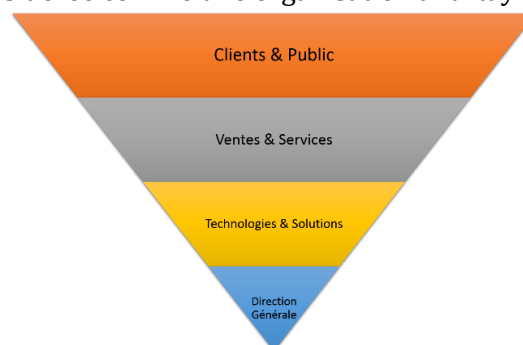 Clients & Public
Ventes & Services
Technologies & Solutions
Direction
Générale